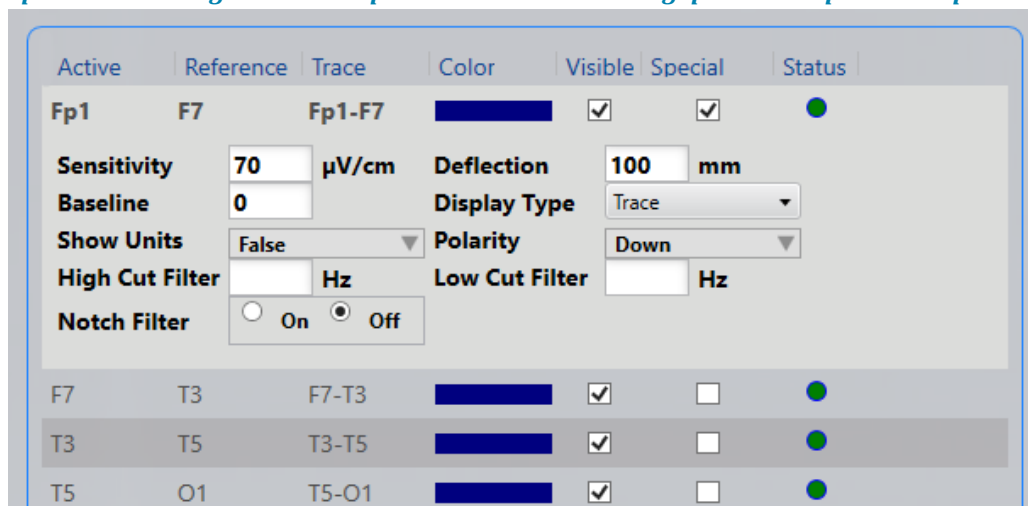 Active Reference Trace Color Visible Special Status
Fp1 F7 Fp1-F7
Sensitivity 70 µV/cm Deflection 100 mm
Baseline 0 Display Type Trace
Show Units False Polarity Down
High Cut Filter Hz Low Cut Filter Hz
Notch Filter On Off
F7 T3 F7-T3
T3 T5 T3-T5
T5 O1 T5-O1